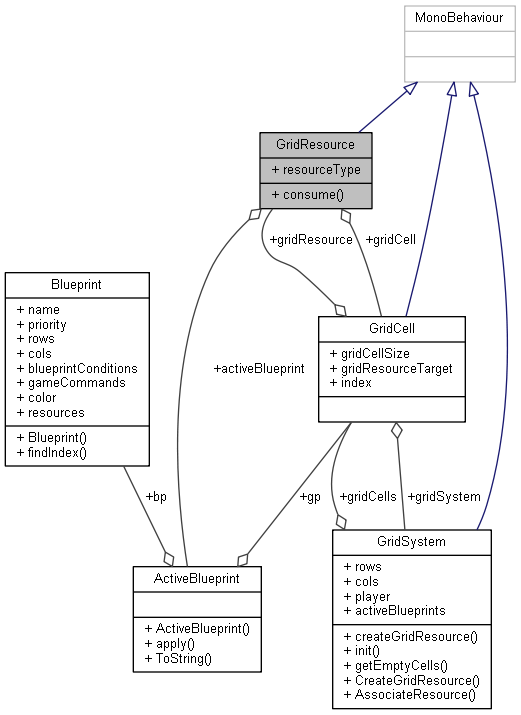 MonoBehaviour
GridResource
+ resourceType
+ consume()
+gridResource
+gridCell
Blueprint
+ name
+ priority
+ rows
+ cols
+ blueprintConditions
+ gameCommands
+ color
+ resources
+ Blueprint()
+ findIndex()
GridCell
+ gridCellSize
+ gridResourceTarget
+ index
+activeBlueprint
+bp
+gp
+gridCells
+gridSystem
ActiveBlueprint
+ ActiveBlueprint()
+ apply()
+ ToString()
GridSystem
+ rows
+ cols
+ player
+ activeBlueprints
+ createGridResource()
+ init()
+ getEmptyCells()
+ CreateGridResource()
+ AssociateResource()